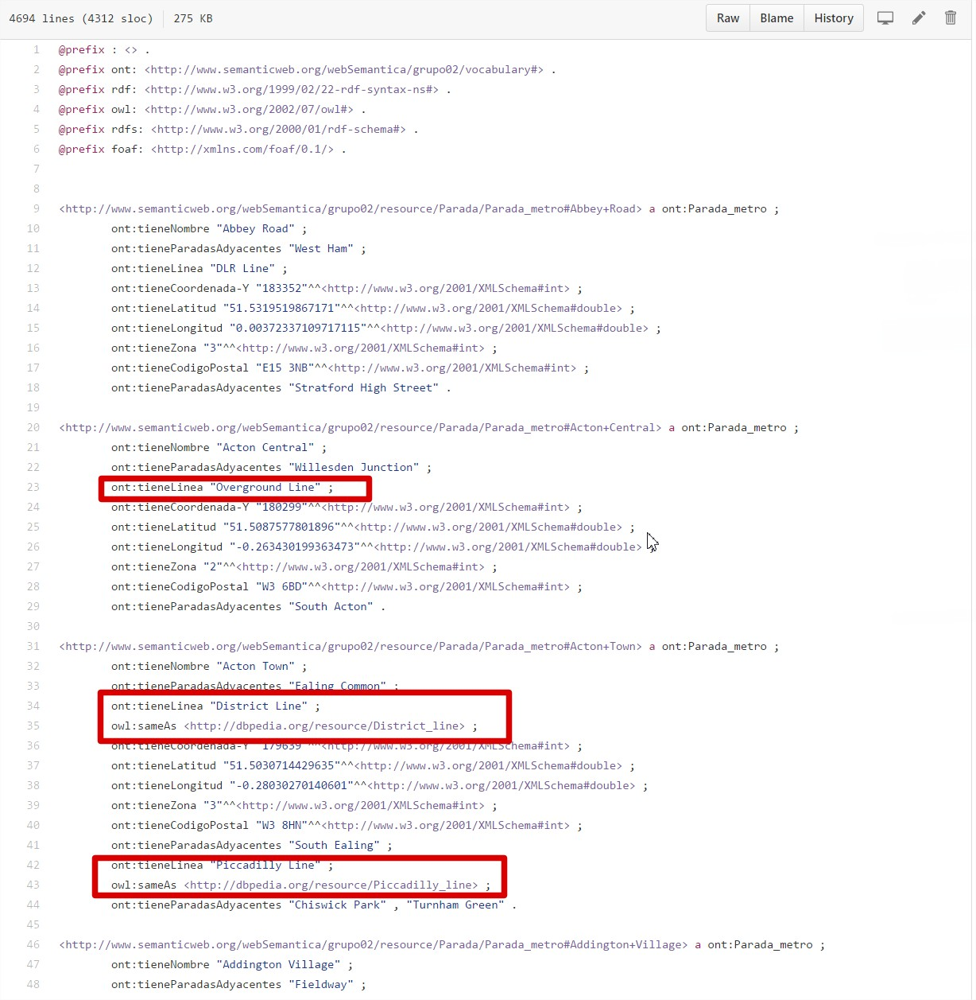 4694 lines (4312 sloc) 275 KB Raw Blame History
1 @prefix : <> .
2 @prefix ont: <http://www.semanticweb.org/webSemantica/grupo02/vocabulary#> .
3 @prefix rdf: <http://www.w3.org/1999/02/22-rdf-syntax-ns#> .
4 @prefix owl: <http://www.w3.org/2002/07/owl#> .
5 @prefix rdfs: <http://www.w3.org/2000/01/rdf-schema#> .
6 @prefix foaf: <http://xmlns.com/foaf/0.1/> .
7
8
9 <http://www.semanticweb.org/webSemantica/grupo02/resource/Parada/Parada_metro#Abbey+Road> a ont:Parada_metro ;
10 ont:tieneNombre "Abbey Road" ;
11 ont:tieneParadasAdyacentes "West Ham" ;
12 ont:tieneLinea "DLR Line" ;
13 ont:tieneCoordenada-Y "183352"^^<http://www.w3.org/2001/XMLSchema#int> ;
14 ont:tieneLatitud "51.5319519867171"^^<http://www.w3.org/2001/XMLSchema#double> ;
15 ont:tieneLongitud "0.00372337109717115"^^<http://www.w3.org/2001/XMLSchema#double> ;
16 ont:tieneZona "3"^^<http://www.w3.org/2001/XMLSchema#int> ;
17 ont:tieneCodigoPostal "E15 3NB"^^<http://www.w3.org/2001/XMLSchema#int> ;
18 ont:tieneParadasAdyacentes "Stratford High Street" .
19
20 <http://www.semanticweb.org/webSemantica/grupo02/resource/Parada/Parada_metro#Acton+Central> a ont:Parada_metro ;
21 ont:tieneNombre "Acton Central" ;
22 ont:tieneParadasAdyacentes "Willesden Junction" ;
23 ont:tieneLinea "Overground Line" ;
24 ont:tieneCoordenada-Y "180299"^^<http://www.w3.org/2001/XMLSchema#int> ;
25 ont:tieneLatitud "51.5087577801896"^^<http://www.w3.org/2001/XMLSchema#double> ;
26 ont:tieneLongitud "-0.263430199363473"^^<http://www.w3.org/2001/XMLSchema#double> ;
27 ont:tieneZona "2"^^<http://www.w3.org/2001/XMLSchema#int> ;
28 ont:tieneCodigoPostal "W3 6BD"^^<http://www.w3.org/2001/XMLSchema#int> ;
29 ont:tieneParadasAdyacentes "South Acton" .
30
31 <http://www.semanticweb.org/webSemantica/grupo02/resource/Parada/Parada_metro#Acton+Town> a ont:Parada_metro ;
32 ont:tieneNombre "Acton Town" ;
33 ont:tieneParadasAdyacentes "Ealing Common" ;
34 ont:tieneLinea "District Line" ;
35 owl:sameAs <http://dbpedia.org/resource/District_line> ;
36 ont:tieneCoordenada-Y "179639"^^<http://www.w3.org/2001/XMLSchema#int> ;
37 ont:tieneLatitud "51.5030714429635"^^<http://www.w3.org/2001/XMLSchema#double> ;
38 ont:tieneLongitud "-0.28030270140601"^^<http://www.w3.org/2001/XMLSchema#double> ;
39 ont:tieneZona "3"^^<http://www.w3.org/2001/XMLSchema#int> ;
40 ont:tieneCodigoPostal "W3 8HN"^^<http://www.w3.org/2001/XMLSchema#int> ;
41 ont:tieneParadasAdyacentes "South Ealing" ;
42 ont:tieneLinea "Piccadilly Line" ;
43 owl:sameAs <http://dbpedia.org/resource/Piccadilly_line> ;
44 ont:tieneParadasAdyacentes "Chiswick Park" , "Turnham Green" .
45
46 <http://www.semanticweb.org/webSemantica/grupo02/resource/Parada/Parada_metro#Addington+Village> a ont:Parada_metro ;
47 ont:tieneNombre "Addington Village" ;
48 ont:tieneParadasAdyacentes "Fieldway" ;